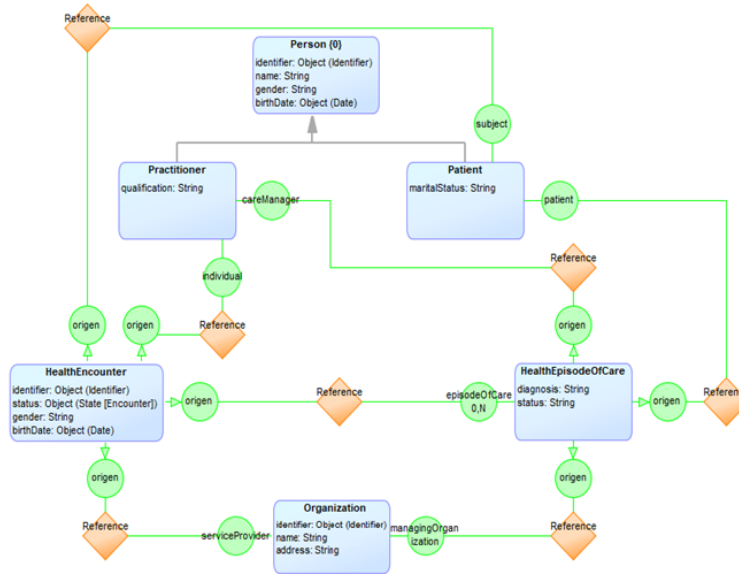 Reference
Person {0}
identifier: Object (Identifier)
name: String
gender: String
birthDate: Object (Date)
subject
Practitioner
qualification: String
careManager
Patient
maritalStatus: String
patient
individual
Reference
origen
origen
Reference
origen
HealthEncounter
identifier: Object (Identifier)
status: Object (State [Encounter])
gender: String
birthDate: Object (Date)
origen
Reference
episodeOfCare
0,N
HealthEpisodeOfCare
diagnosis: String
status: String
origen
Reference
origen
origen
Reference
serviceProvider
Organization
identifier: Object (Identifier)
name: String
address: String
managingOrgan
ization
Reference